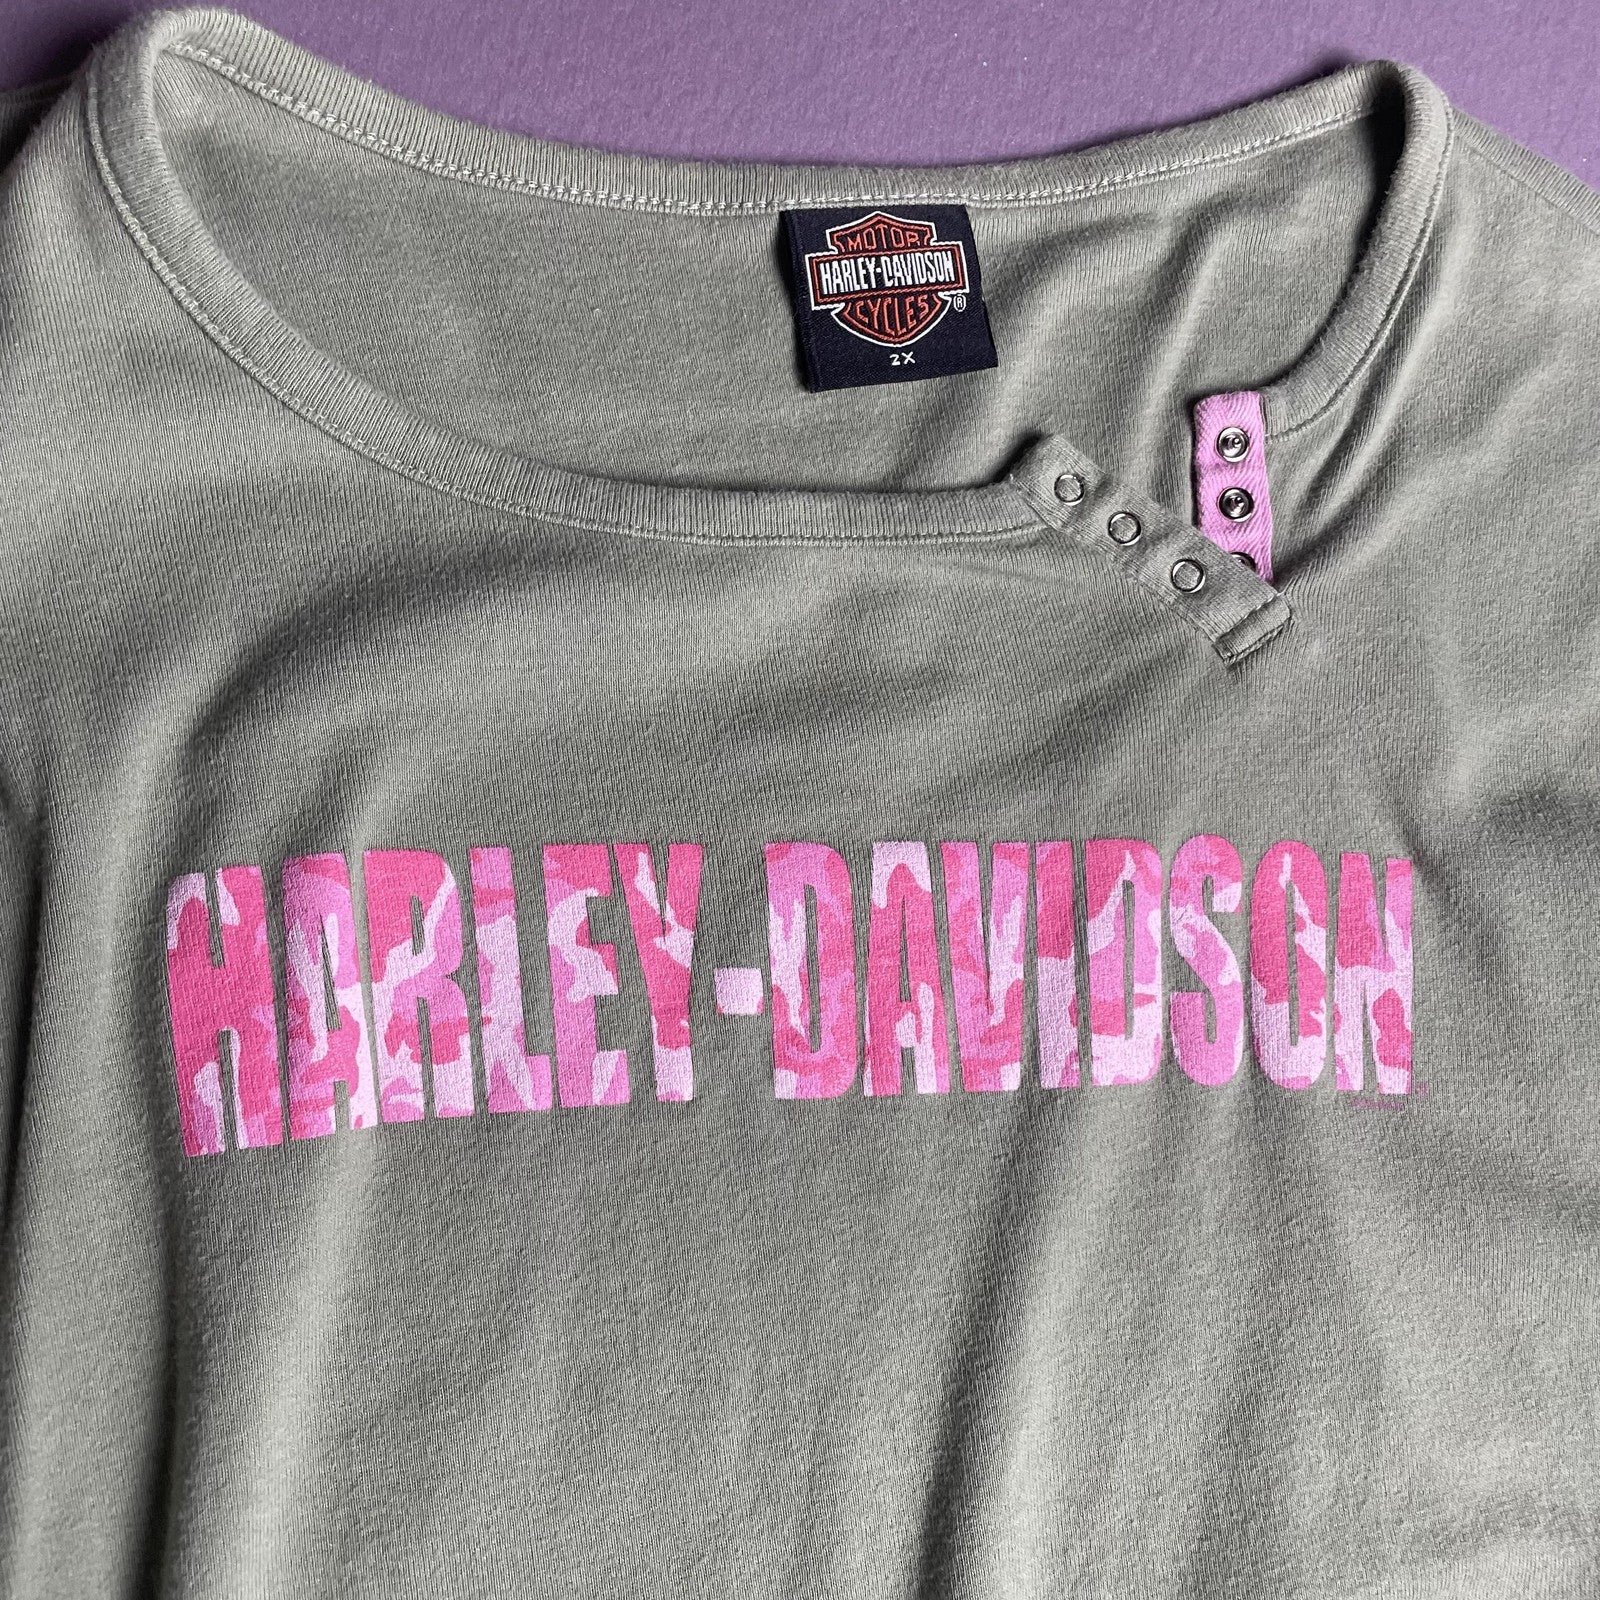 MOTOR
HARLEY-DAVIDSON
CYCLES
®
2X
HARLEY-DAVIDSON